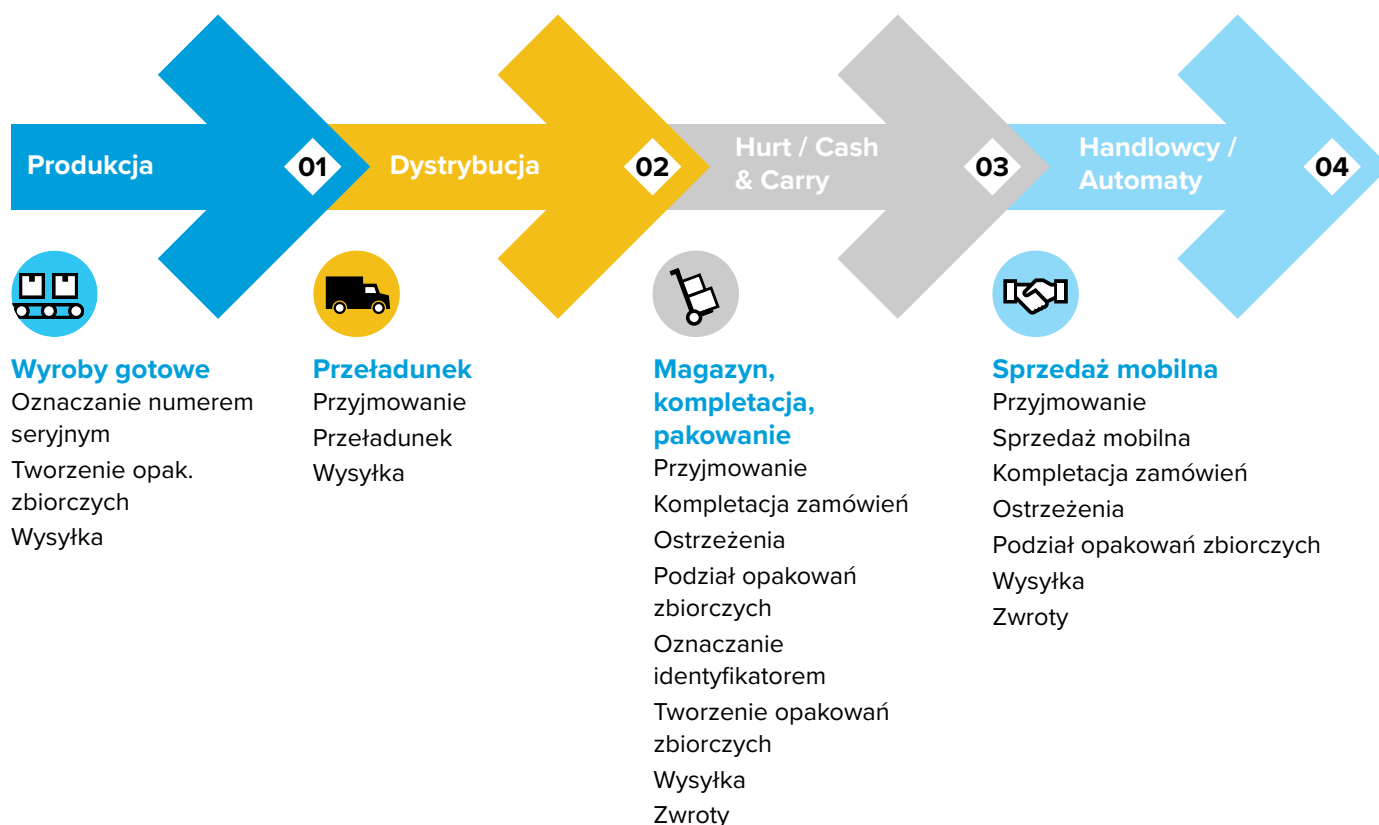 Produkcja
01
Dystrybucja
02
Hurt / Cash
& Carry
03
Handlowcy /
Automaty
04
Wyroby gotowe
Oznaczanie numerem
seryjnym
Tworzenie opak.
zbiorczych
Wysyłka
Przeładunek
Przyjmowanie
Przeładunek
Wysyłka
Magazyn,
kompletacja,
pakowanie
Przyjmowanie
Kompletacja zamówień
Ostrzeżenia
Podział opakowań
zbiorczych
Oznaczanie
identyfikatorem
Tworzenie opakowań
zbiorczych
Wysyłka
Zwroty
Sprzedaż mobilna
Przyjmowanie
Sprzedaż mobilna
Kompletacja zamówień
Ostrzeżenia
Podział opakowań zbiorczych
Wysyłka
Zwroty